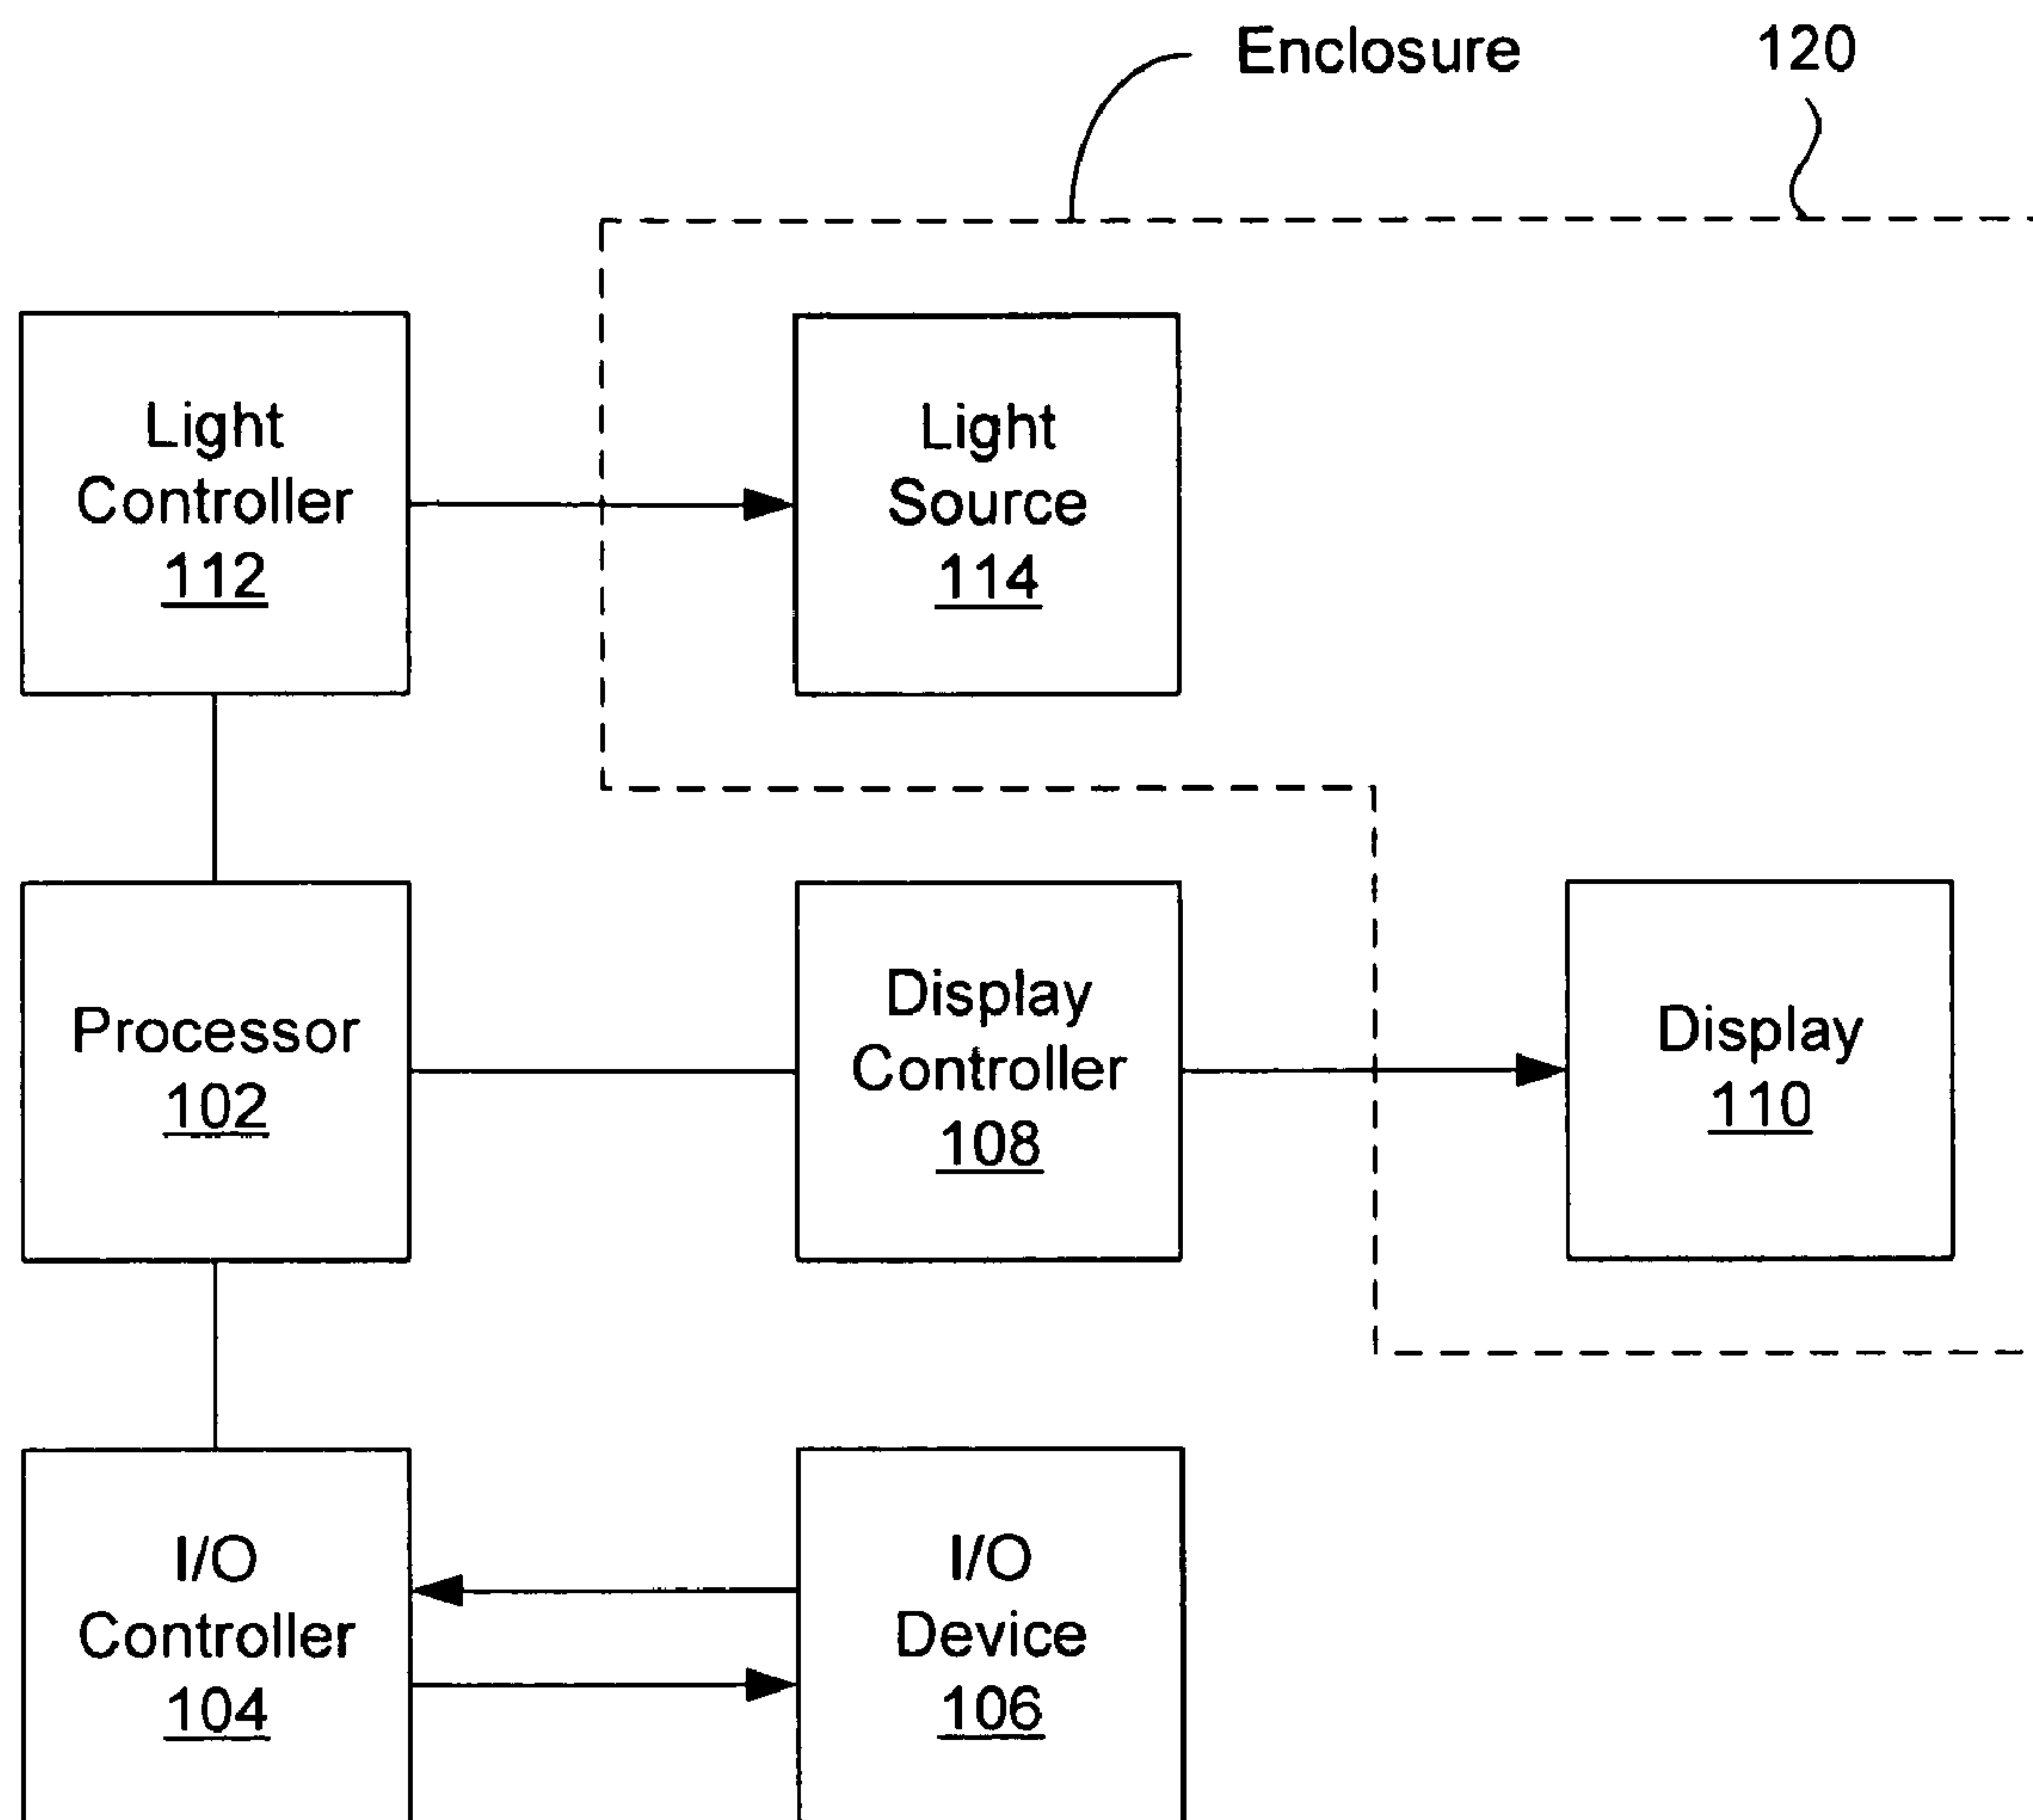 Enclosure
120
Light
Controller
112
Light
Source
114
Processor
102
Display
Controller
108
Display
110
I/O
Controller
104
I/O
Device
106